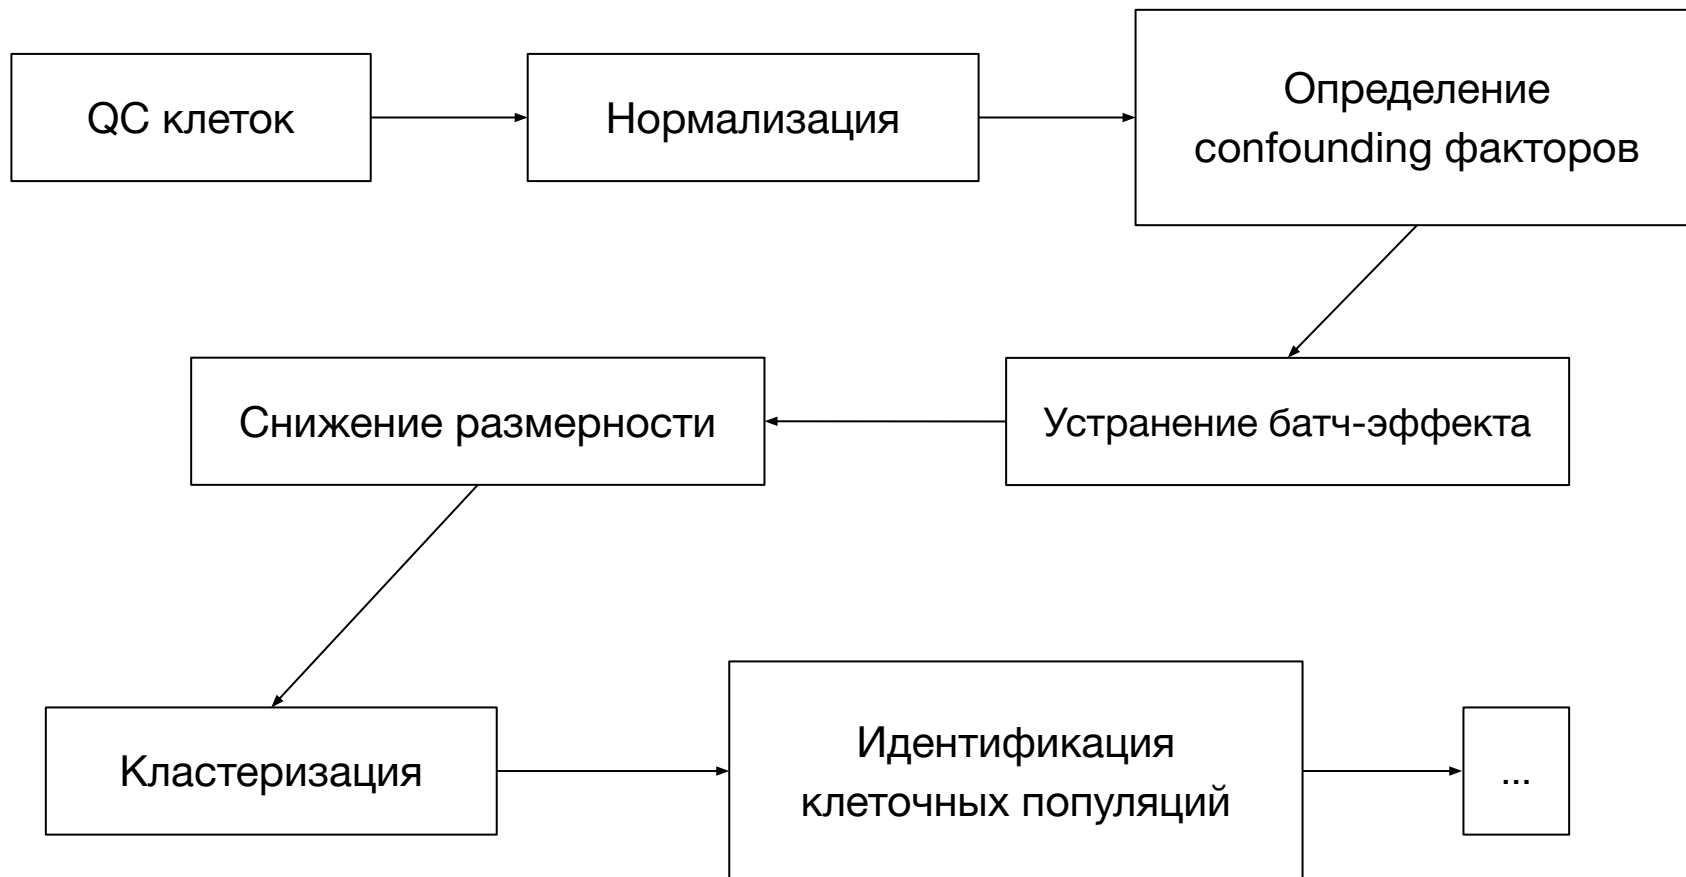 QC клеток
Нормализация
Определение
confounding факторов
Устранение батч-эффекта
Снижение размерности
Кластеризация
Идентификация
клеточных популяций
...